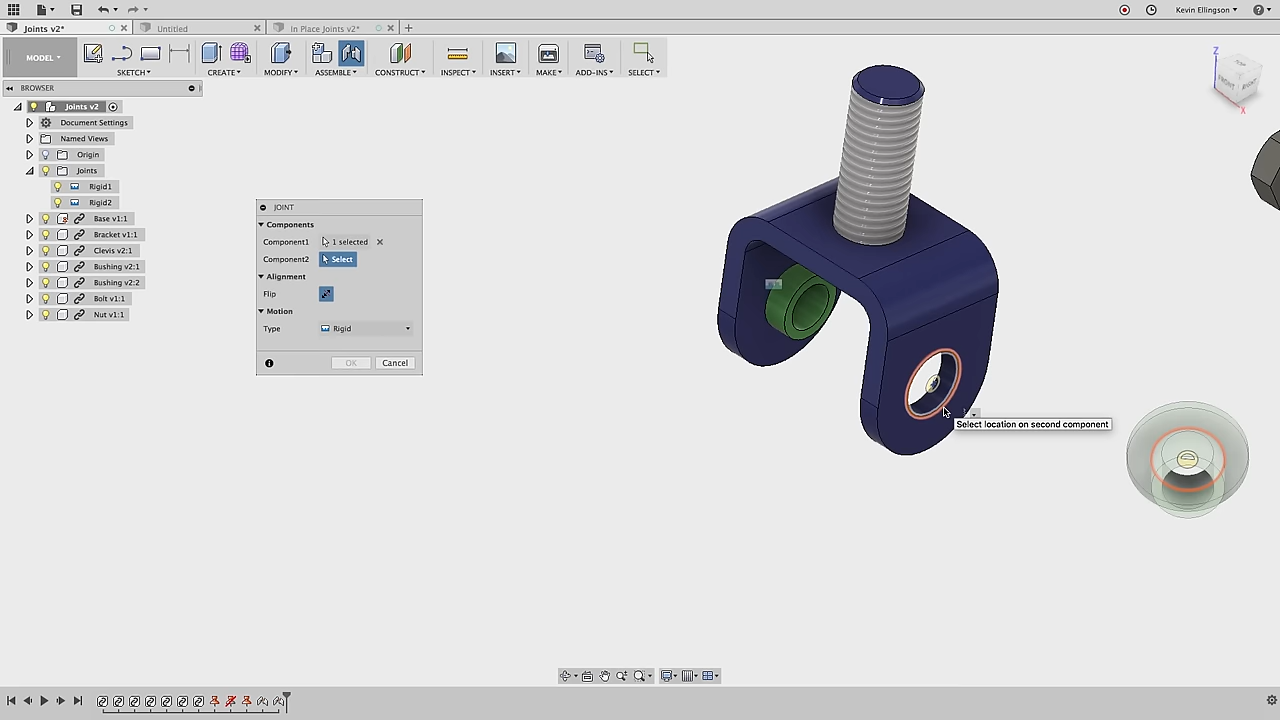 Kevin Ellingson
Joints v2*
Untitled
In Place Joints v2*
MODEL
SKETCH
CREATE
MODIFY
ASSEMBLE
CONSTRUCT
INSPECT
INSERT
MAKE
ADD-INS
SELECT
BROWSER
Joints v2
Document Settings
Named Views
Origin
Joints
Rigid1
Rigid2
Base v1:1
Bracket v1:1
Clevis v2:1
Bushing v2:1
Bushing v2:2
Bolt v1:1
Nut v1:1
JOINT
Components
Component1 1 selected
Component2 Select
Alignment
Flip
Motion
Type Rigid
OK Cancel
Select location on second component
Z
TOP
FRONT RIGHT
X